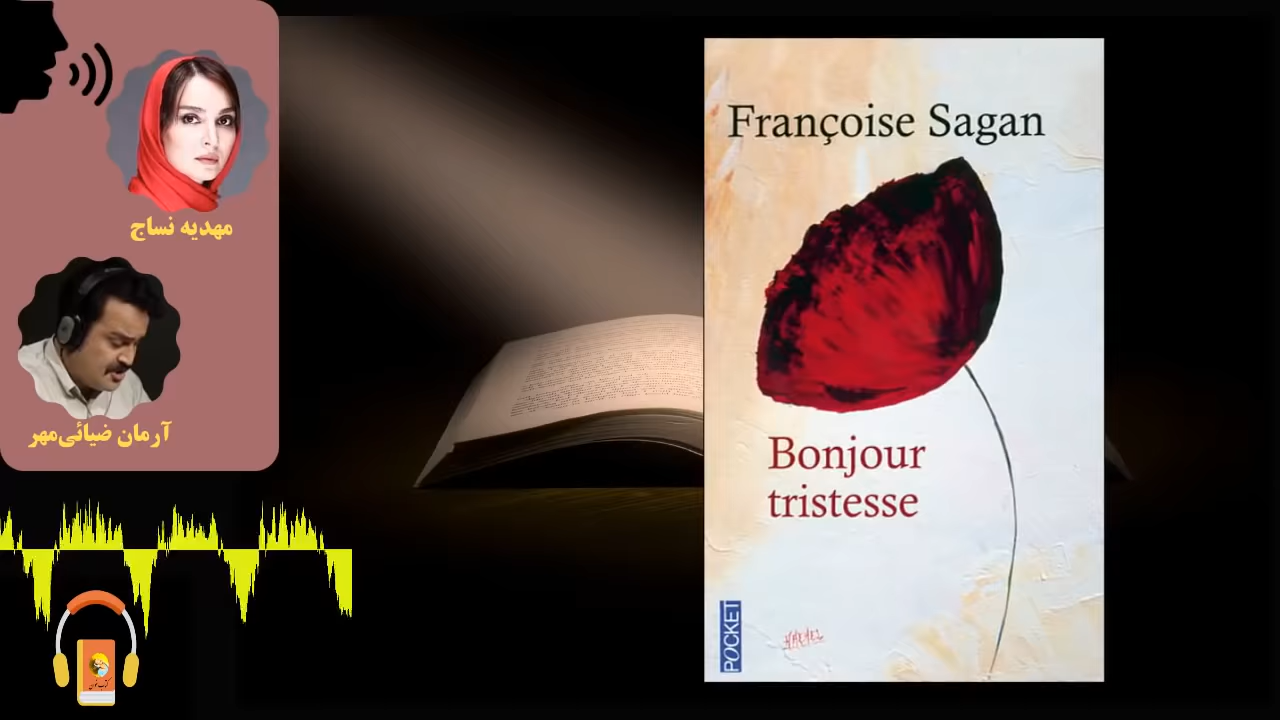 مهدیه نساج
آرمان ضیائی‌مهر
Françoise Sagan
Bonjour
tristesse
POCKET